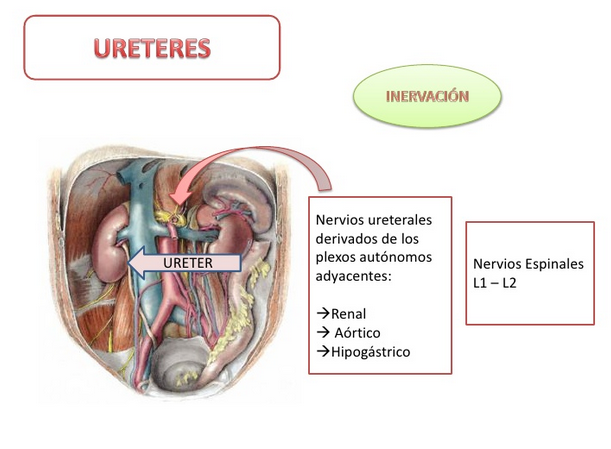 URETERES
INERVACIÓN
URETER
Nervios ureterales
derivados de los
plexos autónomos
adyacentes:
→Renal
→ Aórtico
→Hipogástrico
Nervios Espinales
L1 – L2